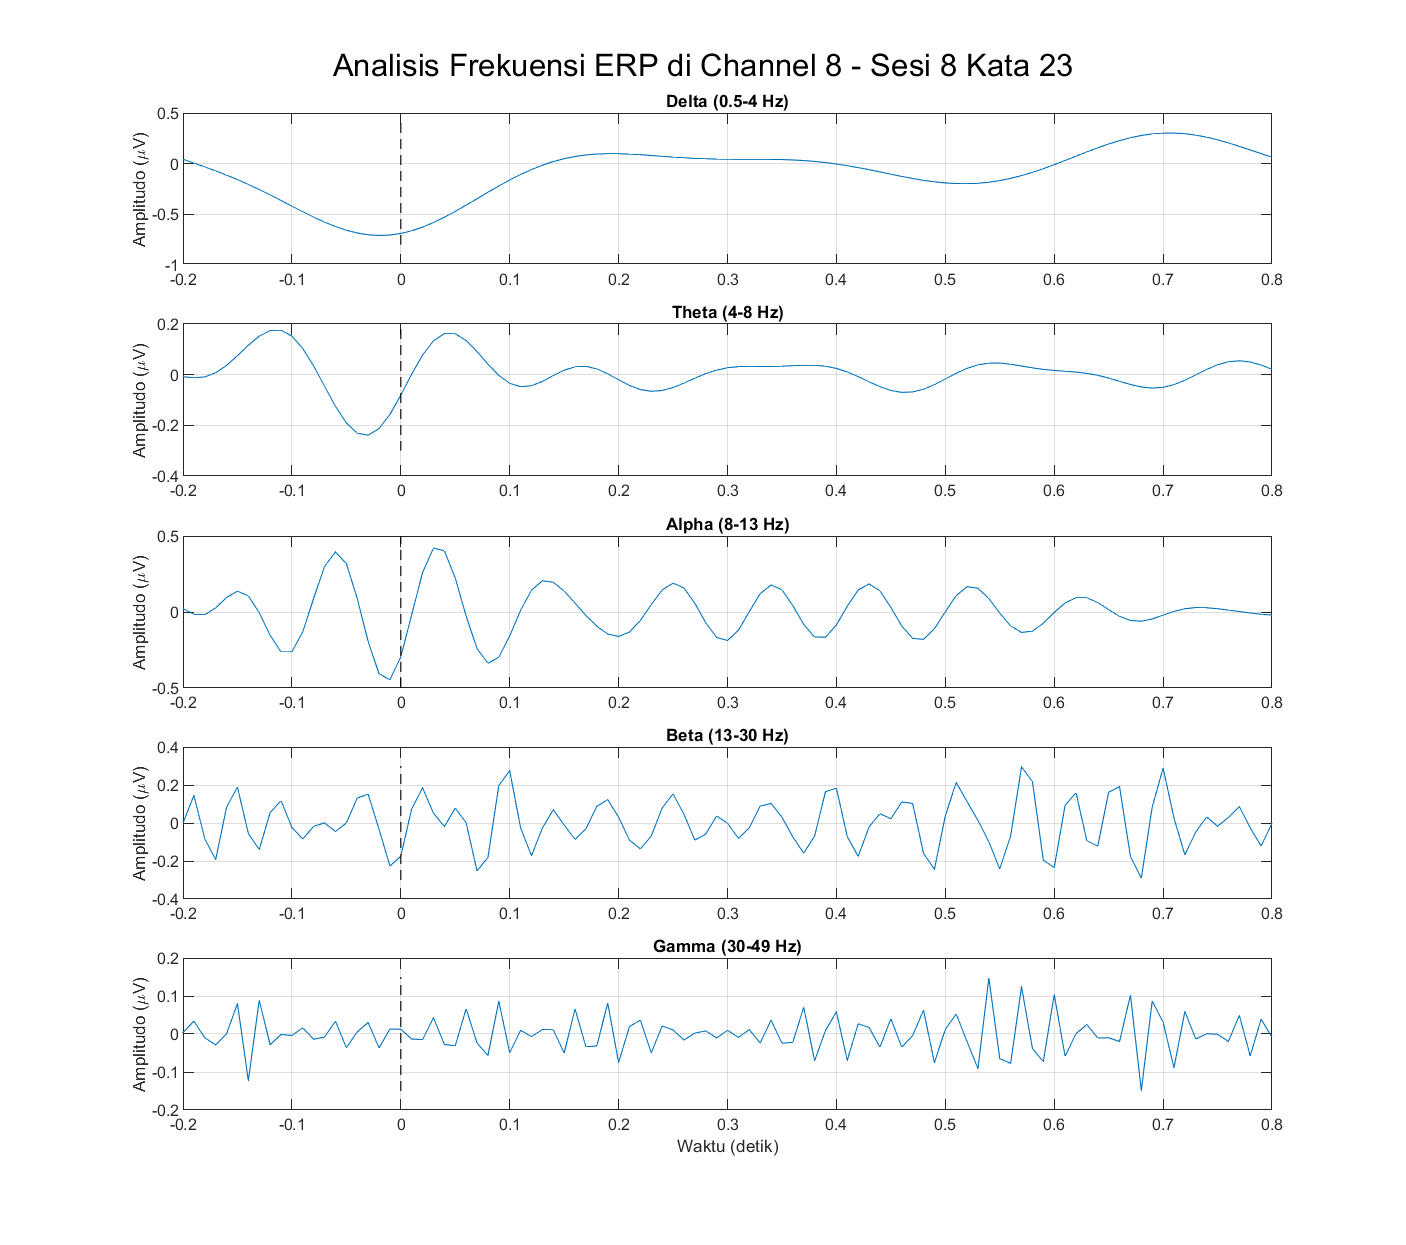 Analisis Frekuensi ERP di Channel 8 - Sesi 8 Kata 23
Delta (0.5-4 Hz)
Amplitudo (μV)
0.5
0
-0.5
-1
-0.2 -0.1 0 0.1 0.2 0.3 0.4 0.5 0.6 0.7 0.8
Theta (4-8 Hz)
Amplitudo (μV)
0.2
0
-0.2
-0.4
-0.2 -0.1 0 0.1 0.2 0.3 0.4 0.5 0.6 0.7 0.8
Alpha (8-13 Hz)
Amplitudo (μV)
0.5
0
-0.5
-0.2 -0.1 0 0.1 0.2 0.3 0.4 0.5 0.6 0.7 0.8
Beta (13-30 Hz)
Amplitudo (μV)
0.4
0.2
0
-0.2
-0.4
-0.2 -0.1 0 0.1 0.2 0.3 0.4 0.5 0.6 0.7 0.8
Gamma (30-49 Hz)
Amplitudo (μV)
0.2
0.1
0
-0.1
-0.2
-0.2 -0.1 0 0.1 0.2 0.3 0.4 0.5 0.6 0.7 0.8
Waktu (detik)